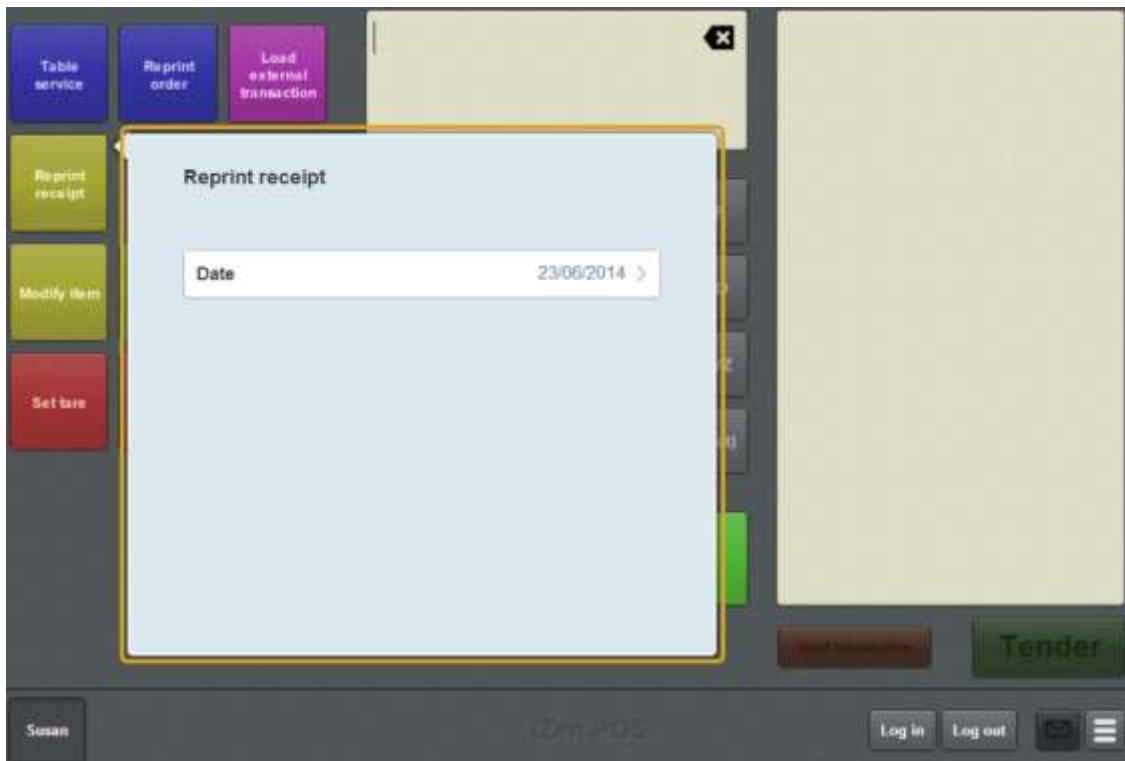 Table
service
Reprint
order
Load
external
transaction
Reprint
receipt
Reprint receipt
Date 23/06/2014
Modify item
Set tare
Tender
Susan
Log in
Log out